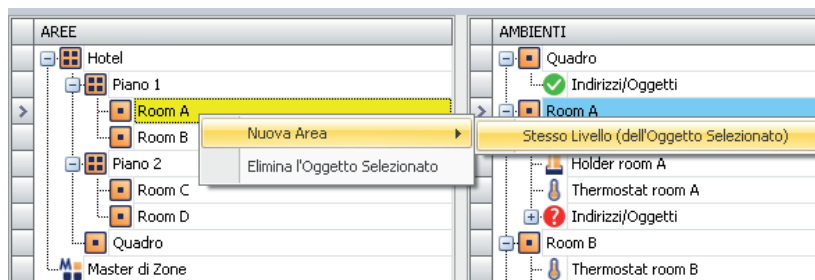 AREE
Hotel
Piano 1
Room A
Room B
Piano 2
Room C
Room D
Quadro
Master di Zone
Nuova Area
Elimina l'Oggetto Selezionato
Stesso Livello (dell'Oggetto Selezionato)
AMBIENTI
Quadro
Indirizzi/Oggetti
Room A
Holder room A
Thermostat room A
Indirizzi/Oggetti
Room B
Thermostat room B